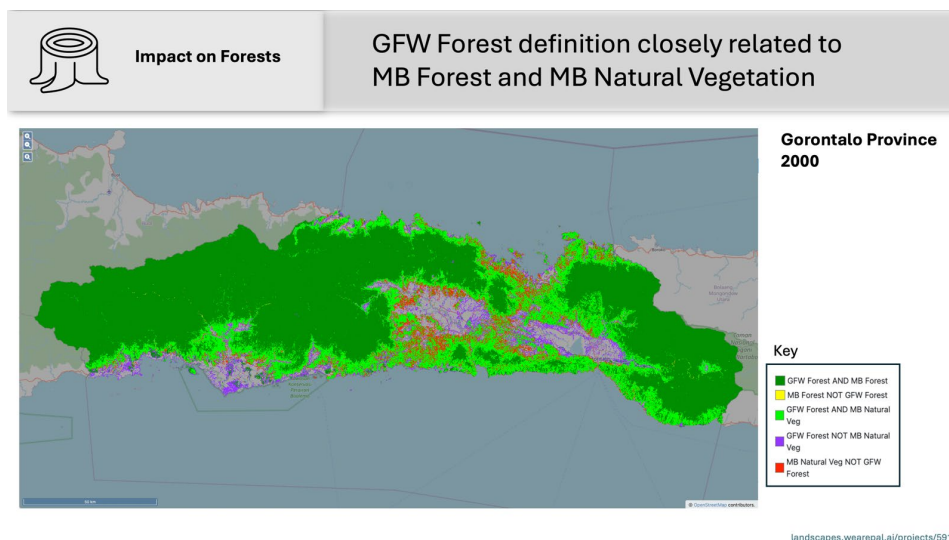 Impact on Forests
GFW Forest definition closely related to
MB Forest and MB Natural Vegetation
Gorontalo Province
2000
Key
GFW Forest AND MB Forest
MB Forest NOT GFW Forest
GFW Forest AND MB Natural
Veg
GFW Forest NOT MB Natural
Veg
MB Natural Veg NOT GFW
Forest
© OpenStreetMap contributors.
landscapes.wearepal.ai/projects/59